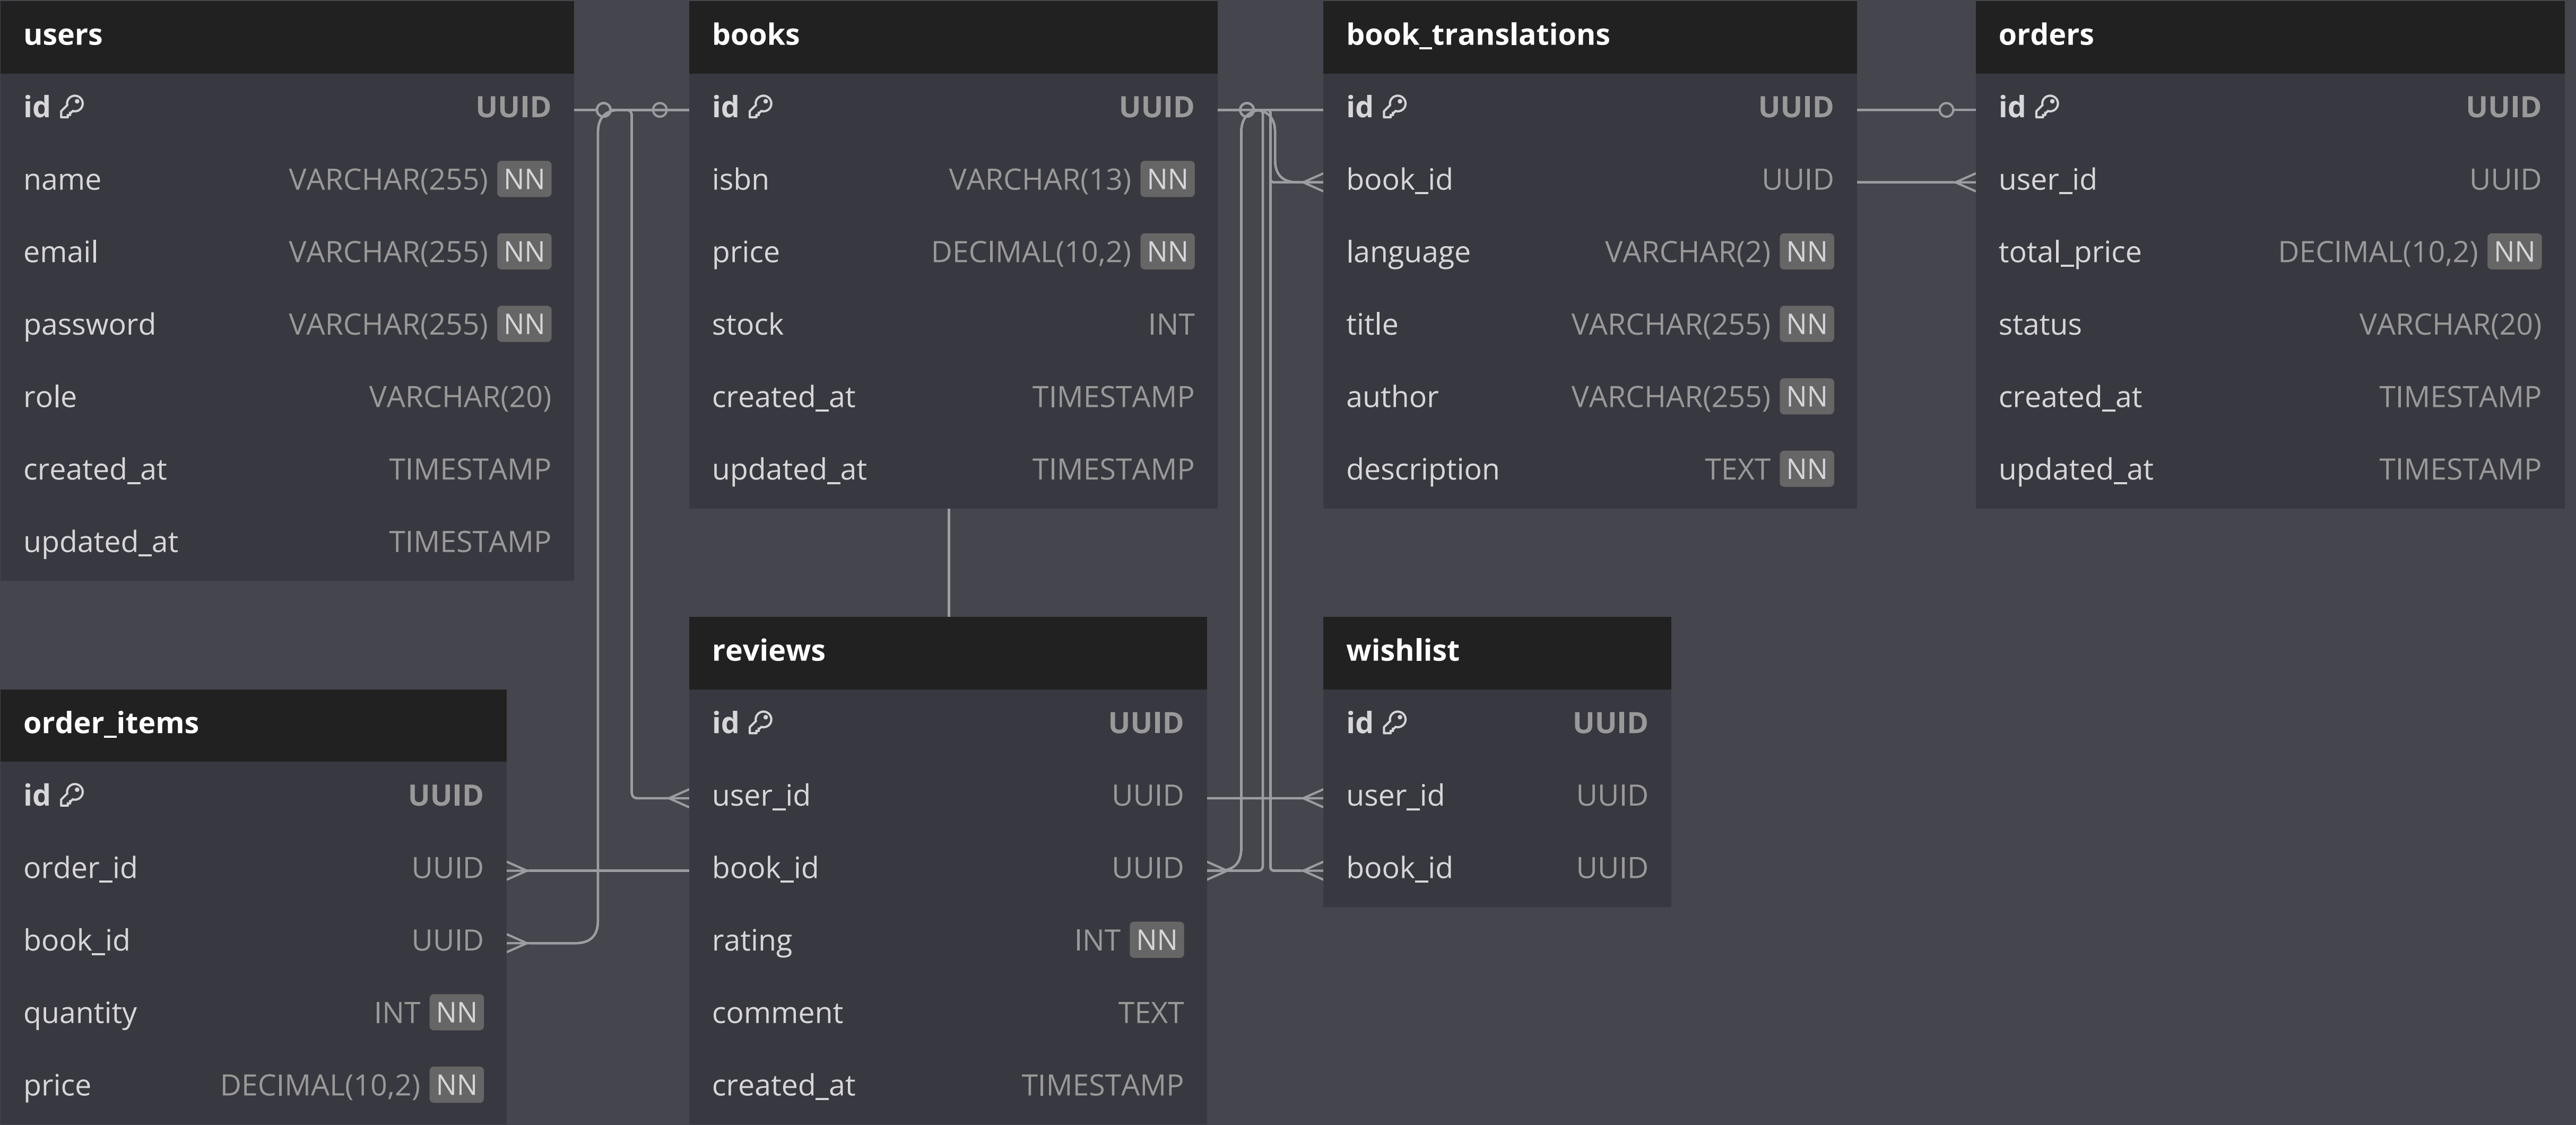 users
id UUID
name VARCHAR(255) NN
email VARCHAR(255) NN
password VARCHAR(255) NN
role VARCHAR(20)
created_at TIMESTAMP
updated_at TIMESTAMP
books
id UUID
isbn VARCHAR(13) NN
price DECIMAL(10,2) NN
stock INT
created_at TIMESTAMP
updated_at TIMESTAMP
book_translations
id UUID
book_id UUID
language VARCHAR(2) NN
title VARCHAR(255) NN
author VARCHAR(255) NN
description TEXT NN
orders
id UUID
user_id UUID
total_price DECIMAL(10,2) NN
status VARCHAR(20)
created_at TIMESTAMP
updated_at TIMESTAMP
order_items
id UUID
order_id UUID
book_id UUID
quantity INT NN
price DECIMAL(10,2) NN
reviews
id UUID
user_id UUID
book_id UUID
rating INT NN
comment TEXT
created_at TIMESTAMP
wishlist
id UUID
user_id UUID
book_id UUID